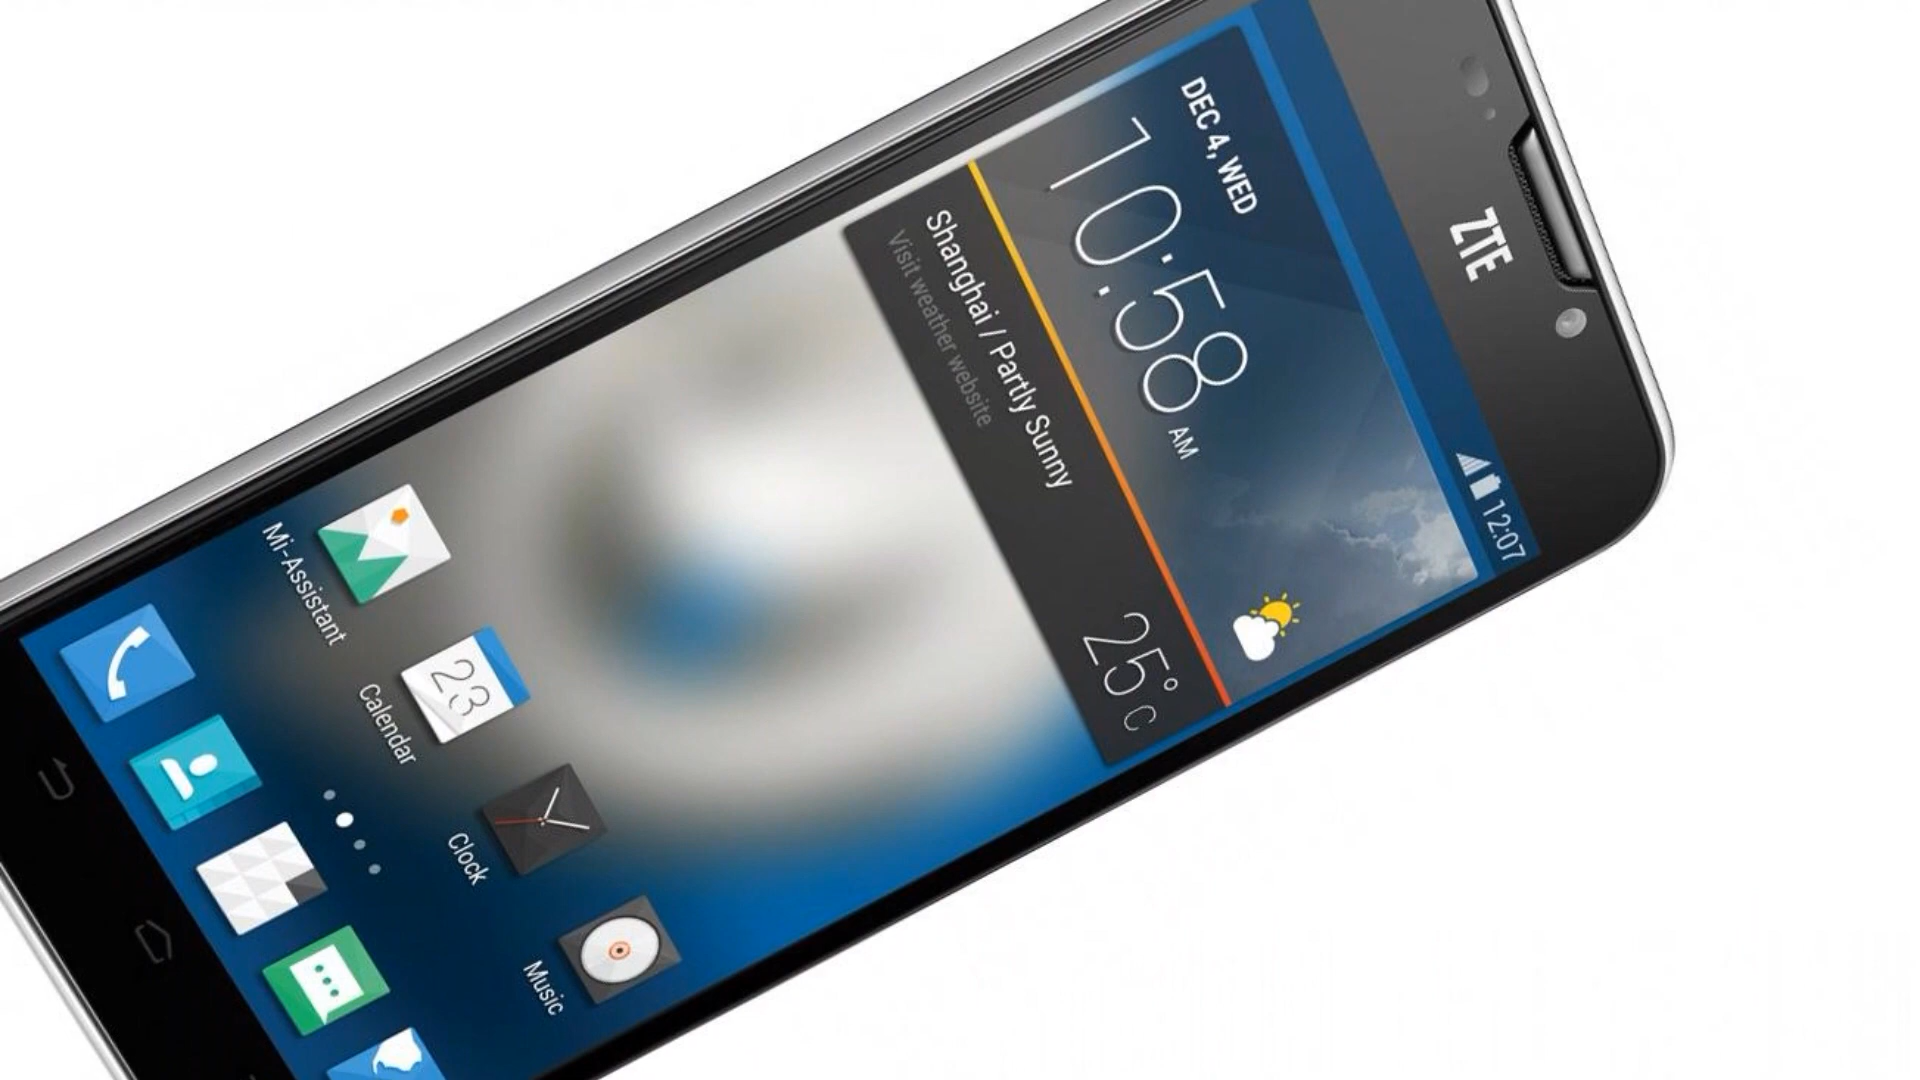 ZTE
12:07
DEC 4, WED
10:58 AM
Shanghai / Partly Sunny
Visit weather website
25°C
Mi-Assistant
Calendar
23
Clock
Music